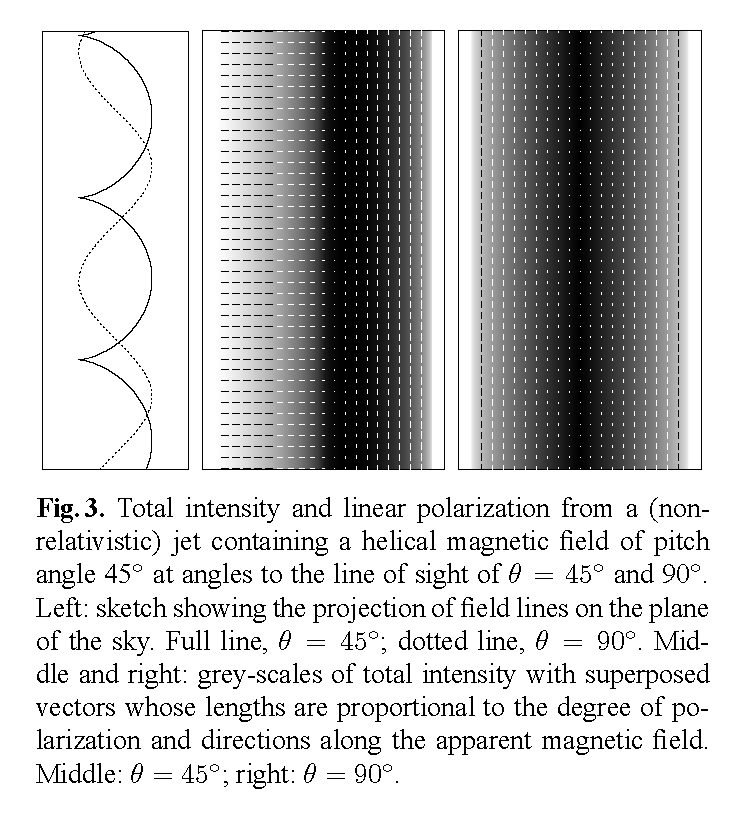 Fig. 3. Total intensity and linear polarization from a (non-
relativistic) jet containing a helical magnetic field of pitch
angle 45° at angles to the line of sight of θ = 45° and 90°.
Left: sketch showing the projection of field lines on the plane
of the sky. Full line, θ = 45°; dotted line, θ = 90°. Mid-
dle and right: grey-scales of total intensity with superposed
vectors whose lengths are proportional to the degree of po-
larization and directions along the apparent magnetic field.
Middle: θ = 45°; right: θ = 90°.